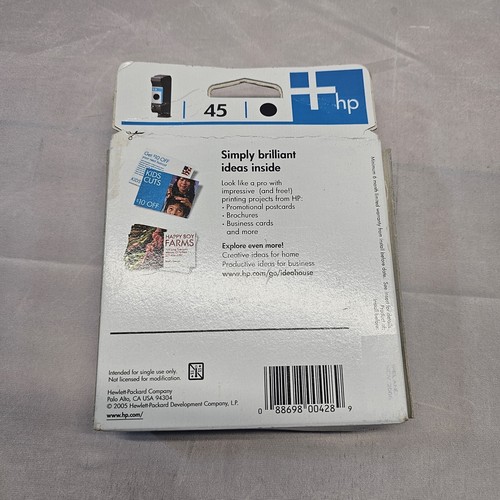 45
hp
Simply brilliant
ideas inside
Look like a pro with
impressive (and free!)
printing projects from HP:
• Promotional postcards
• Brochures
• Business cards
and more
Explore even more!
Creative ideas for home
Productive ideas for business
www.hp.com/go/ideahouse
Get $10 OFF
KIDS
CUTS
$10 OFF
HAPPY BOY
FARMS
Intended for single use only.
Not licensed for modification.
Hewlett-Packard Company
Palo Alto, CA USA 94304
© 2005 Hewlett-Packard Development Company, L.P.
www.hp.com/
0 88698 00428 9